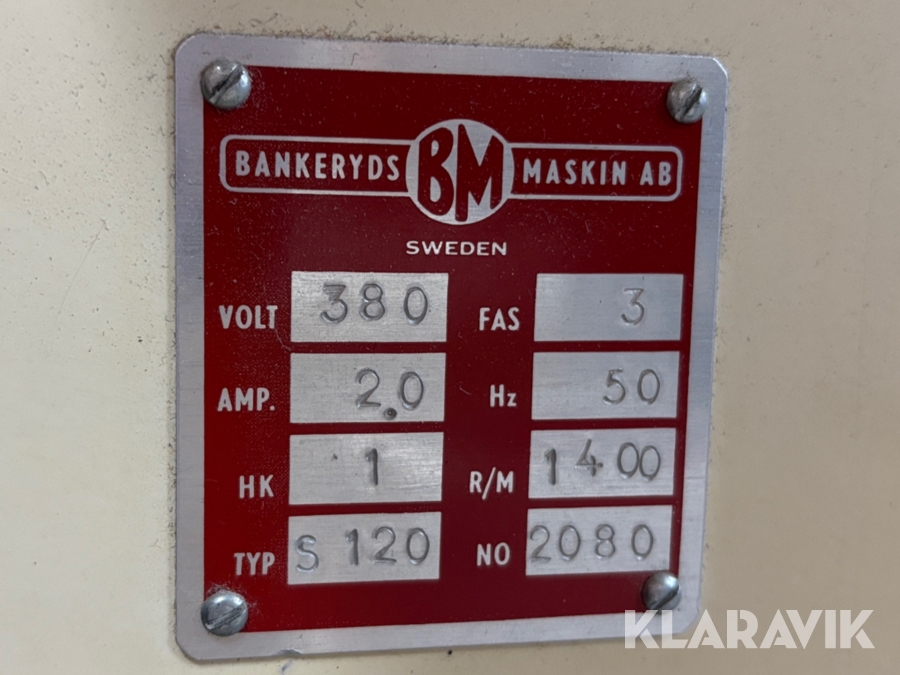 BANKERYDS BM MASKIN AB
SWEDEN
VOLT 380 FAS 3
AMP. 2.0 Hz 50
HK 1 R/M 1400
TYP S 120 NO 2080
KLARAVIK